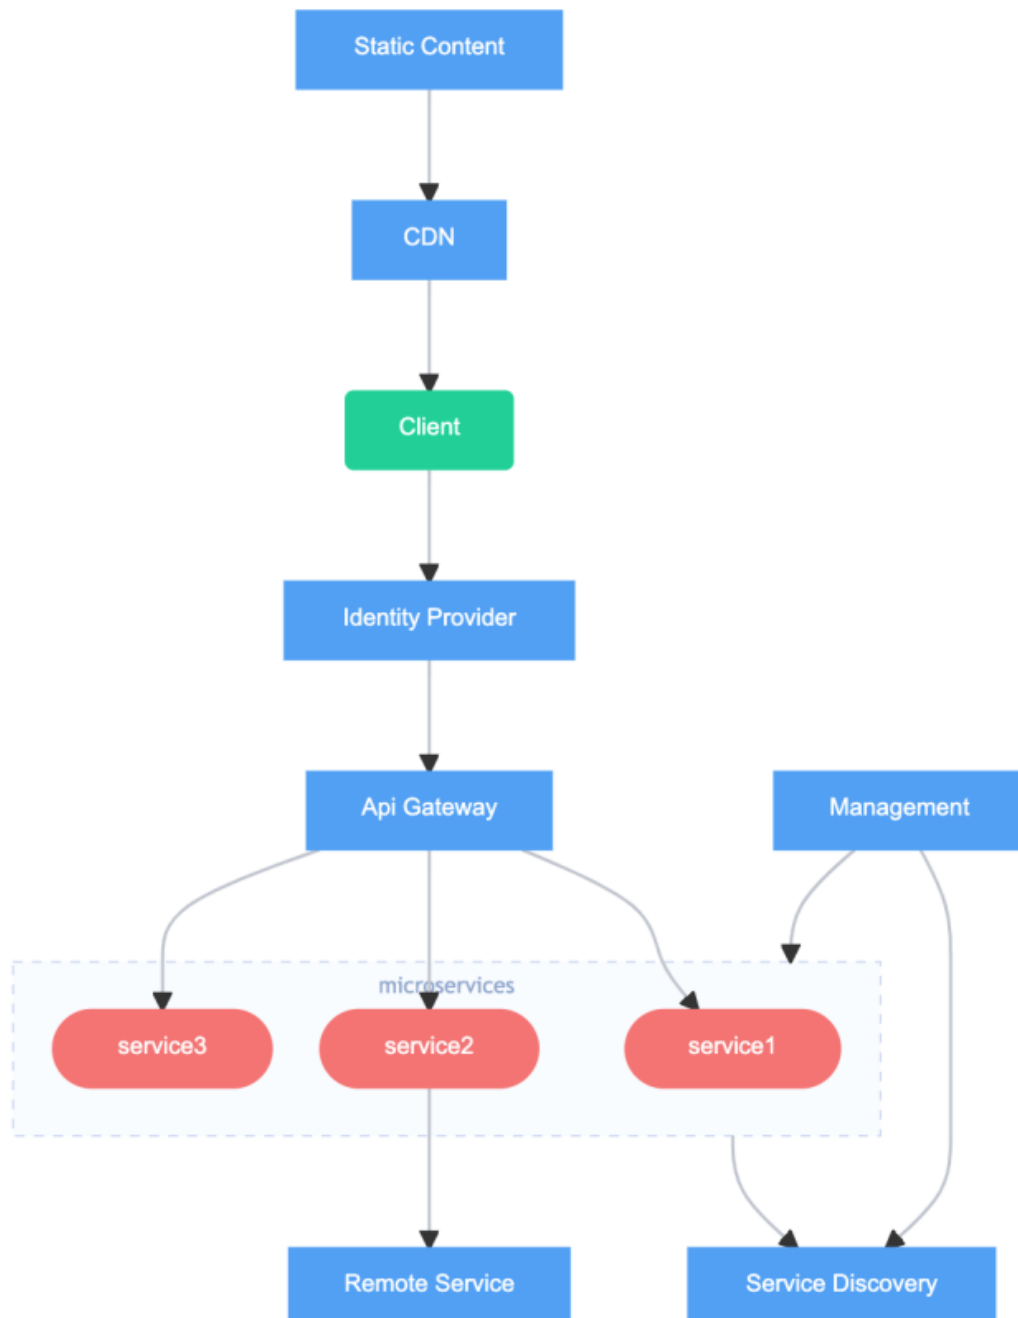 Static Content
CDN
Client
Identity Provider
Api Gateway
Management
microservices
service3
service2
service1
Remote Service
Service Discovery